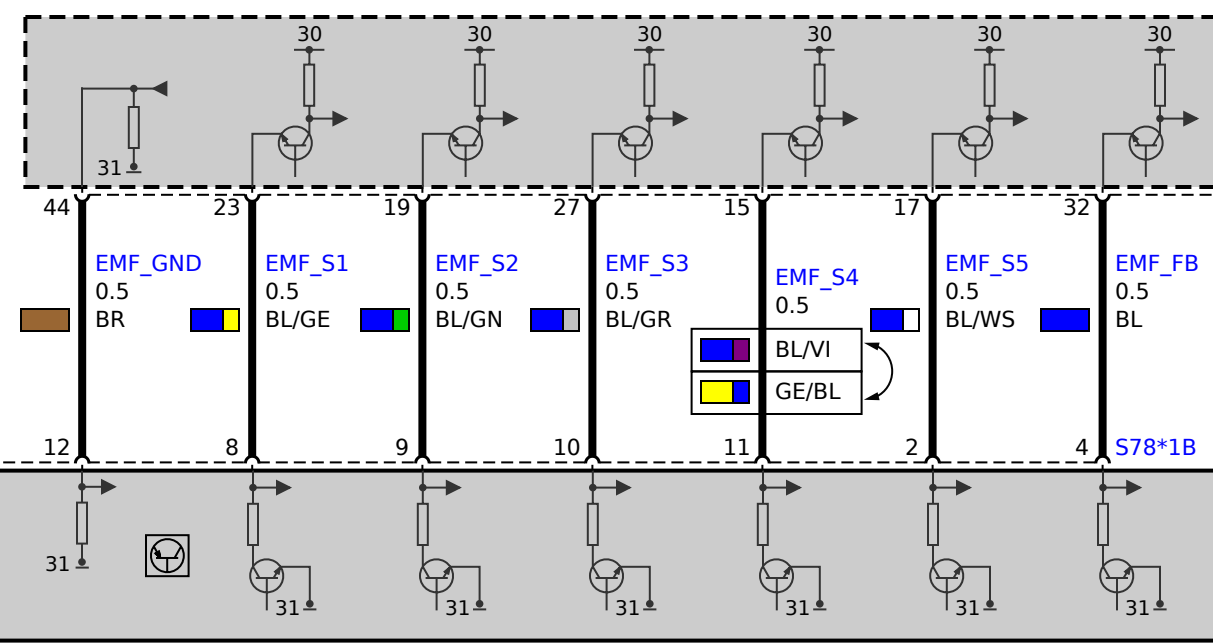 30 30 30 30 30 30
31
44 23 19 27 15 17 32
EMF_GND EMF_S1 EMF_S2 EMF_S3 EMF_S4 EMF_S5 EMF_FB
0.5 0.5 0.5 0.5 0.5 0.5 0.5
BR BL/GE BL/GN BL/GR BL/WS BL
BL/VI
GE/BL
12 8 9 10 11 2 4 S78*1B
31
31 31 31 31 31 31